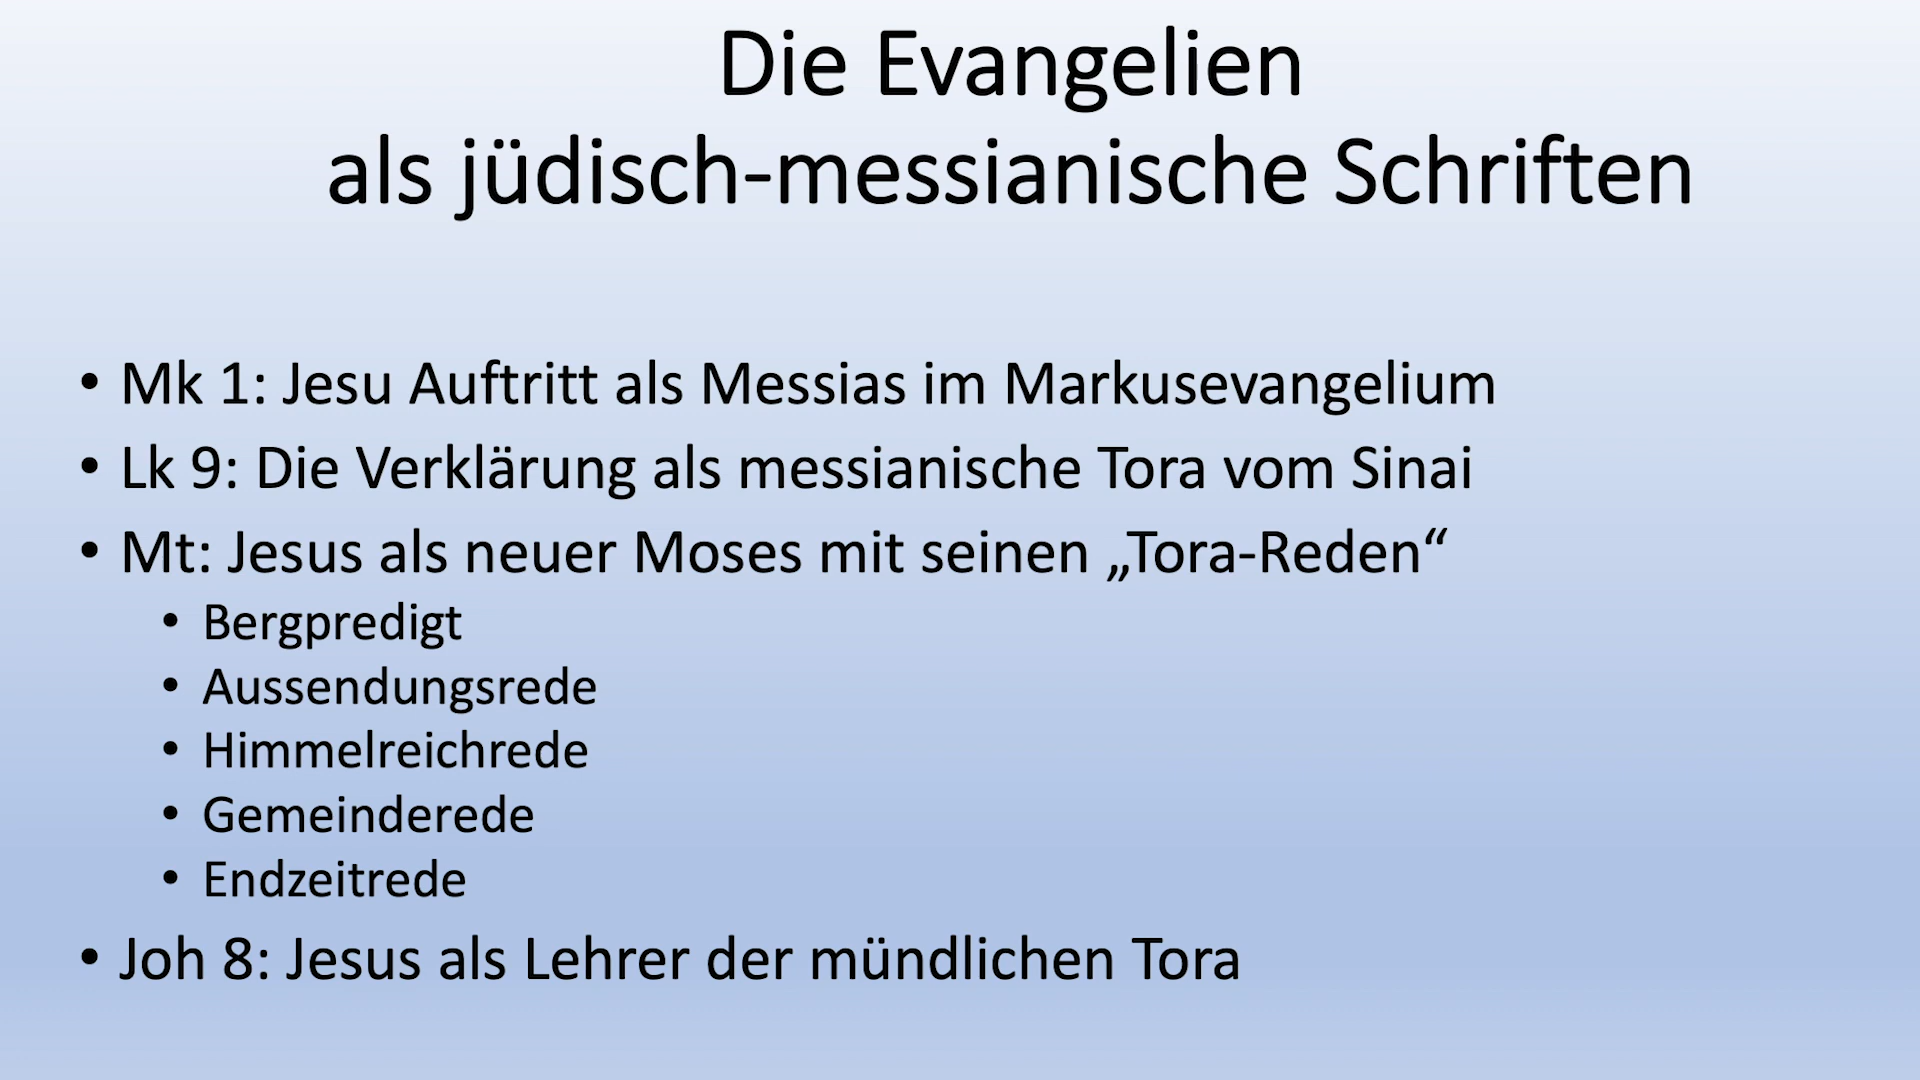 Die Evangelien
als jüdisch-messianische Schriften
• Mk 1: Jesu Auftritt als Messias im Markusevangelium
• Lk 9: Die Verklärung als messianische Tora vom Sinai
• Mt: Jesus als neuer Moses mit seinen „Tora-Reden“
• Bergpredigt
• Aussendungsrede
• Himmelreichrede
• Gemeinderede
• Endzeitrede
• Joh 8: Jesus als Lehrer der mündlichen Tora